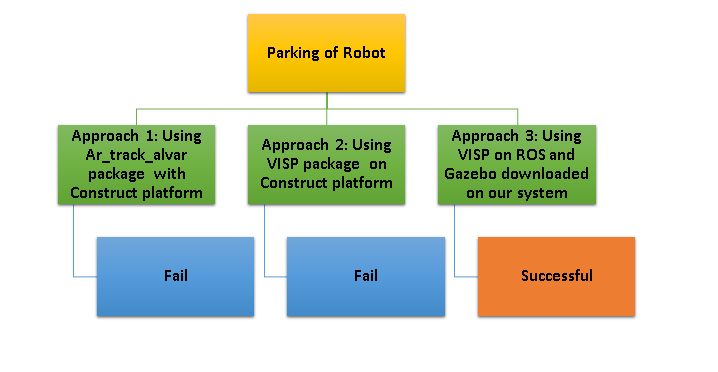 Parking of Robot
Approach 1: Using
Ar_track_alvar
package with
Construct platform
Approach 2: Using
VISP package on
Construct platform
Approach 3: Using
VISP on ROS and
Gazebo downloaded
on our system
Fail
Fail
Successful